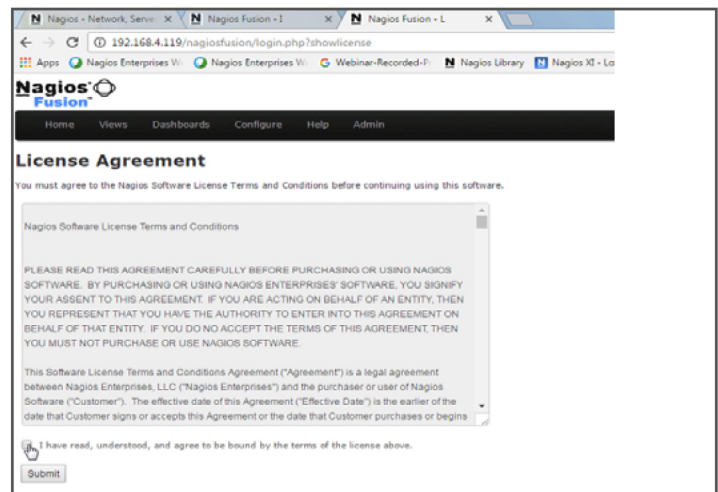 Nagios - Network, Serve
Nagios Fusion - I
Nagios Fusion - L
192.168.4.119/nagiosfusion/login.php?showlicense
Apps Nagios Enterprises W Nagios Enterprises W Webinar-Recorded-P Nagios Library Nagios XI - Lo
Nagios
Fusion
Home Views Dashboards Configure Help Admin
License Agreement
You must agree to the Nagios Software License Terms and Conditions before continuing using this software.
Nagios Software License Terms and Conditions
PLEASE READ THIS AGREEMENT CAREFULLY BEFORE PURCHASING OR USING NAGIOS
SOFTWARE. BY PURCHASING OR USING NAGIOS ENTERPRISES' SOFTWARE, YOU SIGNIFY
YOUR ASSENT TO THIS AGREEMENT. IF YOU ARE ACTING ON BEHALF OF AN ENTITY, THEN
YOU REPRESENT THAT YOU HAVE THE AUTHORITY TO ENTER INTO THIS AGREEMENT ON
BEHALF OF THAT ENTITY. IF YOU DO NO ACCEPT THE TERMS OF THIS AGREEMENT, THEN
YOU MUST NOT PURCHASE OR USE NAGIOS SOFTWARE.
This Software License Terms and Conditions Agreement ("Agreement") is a legal agreement
between Nagios Enterprises, LLC ("Nagios Enterprises") and the purchaser or user of Nagios
Software ("Customer"). The effective date of this Agreement ("Effective Date") is the earlier of the
date that Customer signs or accepts this Agreement or the date that Customer purchases or begins
I have read, understood, and agree to be bound by the terms of the license above.
Submit